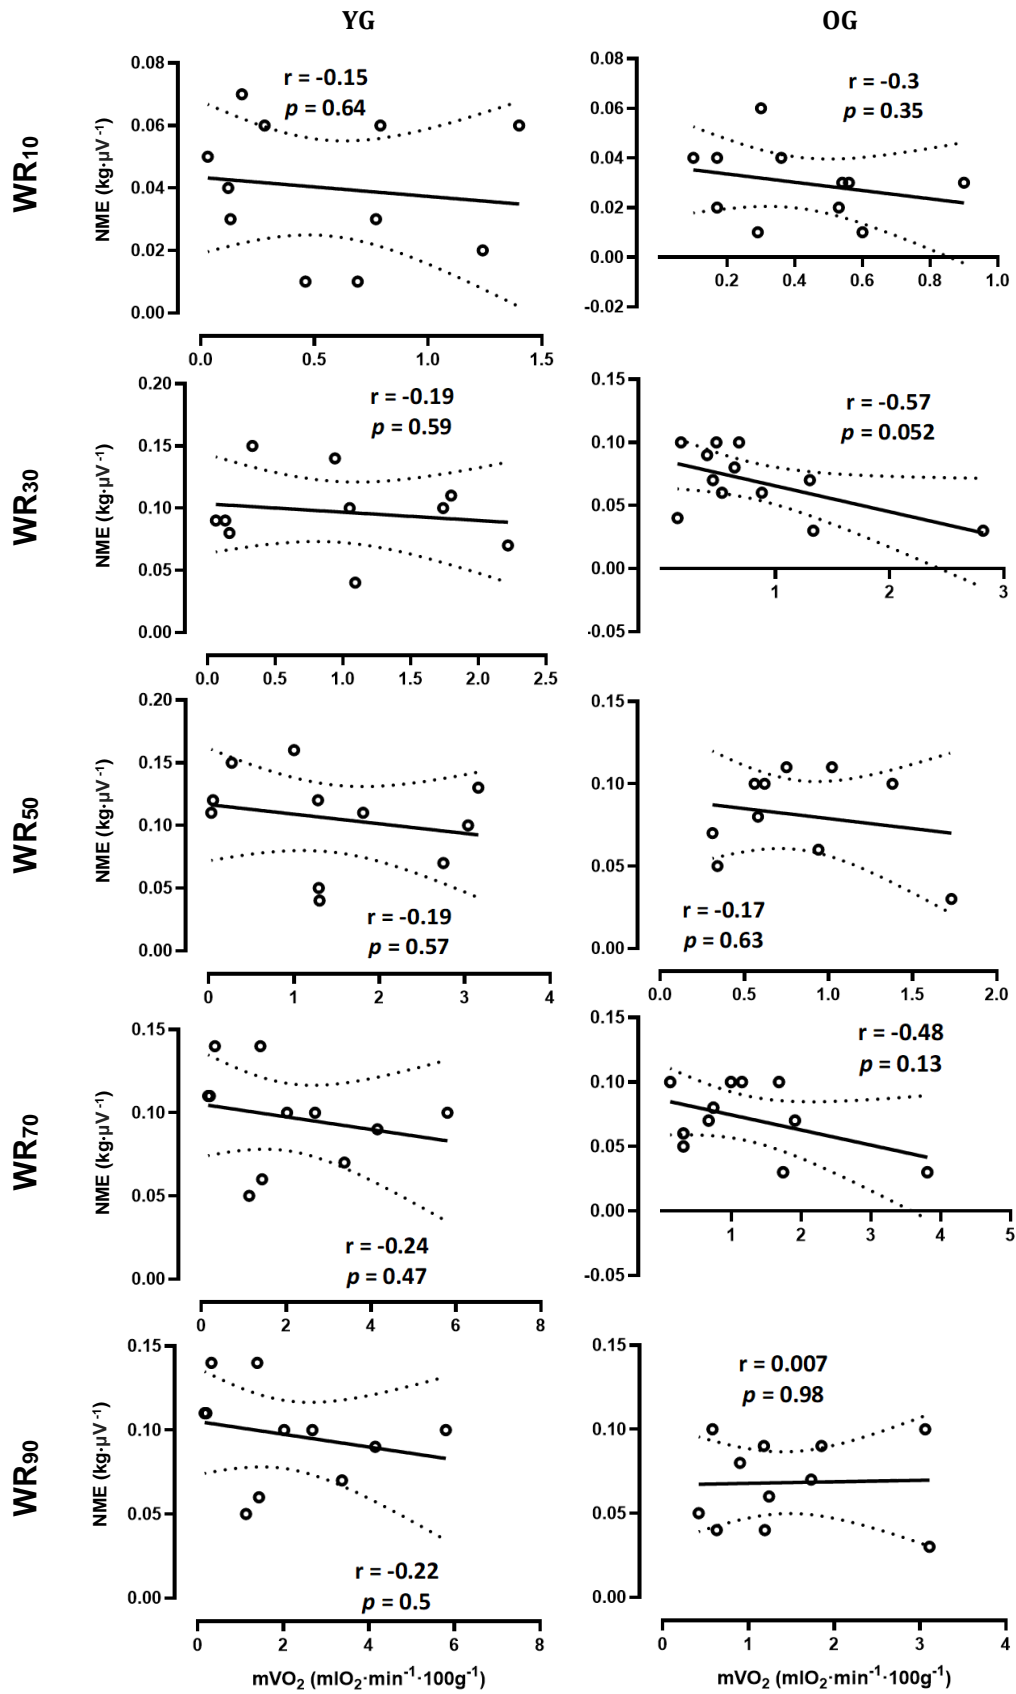 YG
OG
WR10
NME (kg·µV⁻¹)
0.08
0.06
0.04
0.02
0.00
0.0 0.5 1.0 1.5
r = -0.15
p = 0.64
0.08
0.06
0.04
0.02
0.00
-0.02
0.2 0.4 0.6 0.8 1.0
r = -0.3
p = 0.35
WR30
NME (kg·µV⁻¹)
0.20
0.15
0.10
0.05
0.00
0.0 0.5 1.0 1.5 2.0 2.5
r = -0.19
p = 0.59
NME (kg·µV⁻¹)
0.15
0.10
0.05
0.00
-0.05
1 2 3
r = -0.57
p = 0.052
WR50
NME (kg·µV⁻¹)
0.20
0.15
0.10
0.05
0.00
0 1 2 3 4
r = -0.19
p = 0.57
0.15
0.10
0.05
0.00
0.0 0.5 1.0 1.5 2.0
r = -0.17
p = 0.63
WR70
NME (kg·µV⁻¹)
0.15
0.10
0.05
0.00
0 2 4 6 8
r = -0.24
p = 0.47
0.15
0.10
0.05
0.00
-0.05
1 2 3 4 5
r = -0.48
p = 0.13
WR90
NME (kg·µV⁻¹)
0.15
0.10
0.05
0.00
0 2 4 6 8
r = -0.22
p = 0.5
mVO₂ (mlO₂·min⁻¹·100g⁻¹)
0.15
0.10
0.05
0.00
0 1 2 3 4
r = 0.007
p = 0.98
mVO₂ (mlO₂·min⁻¹·100g⁻¹)